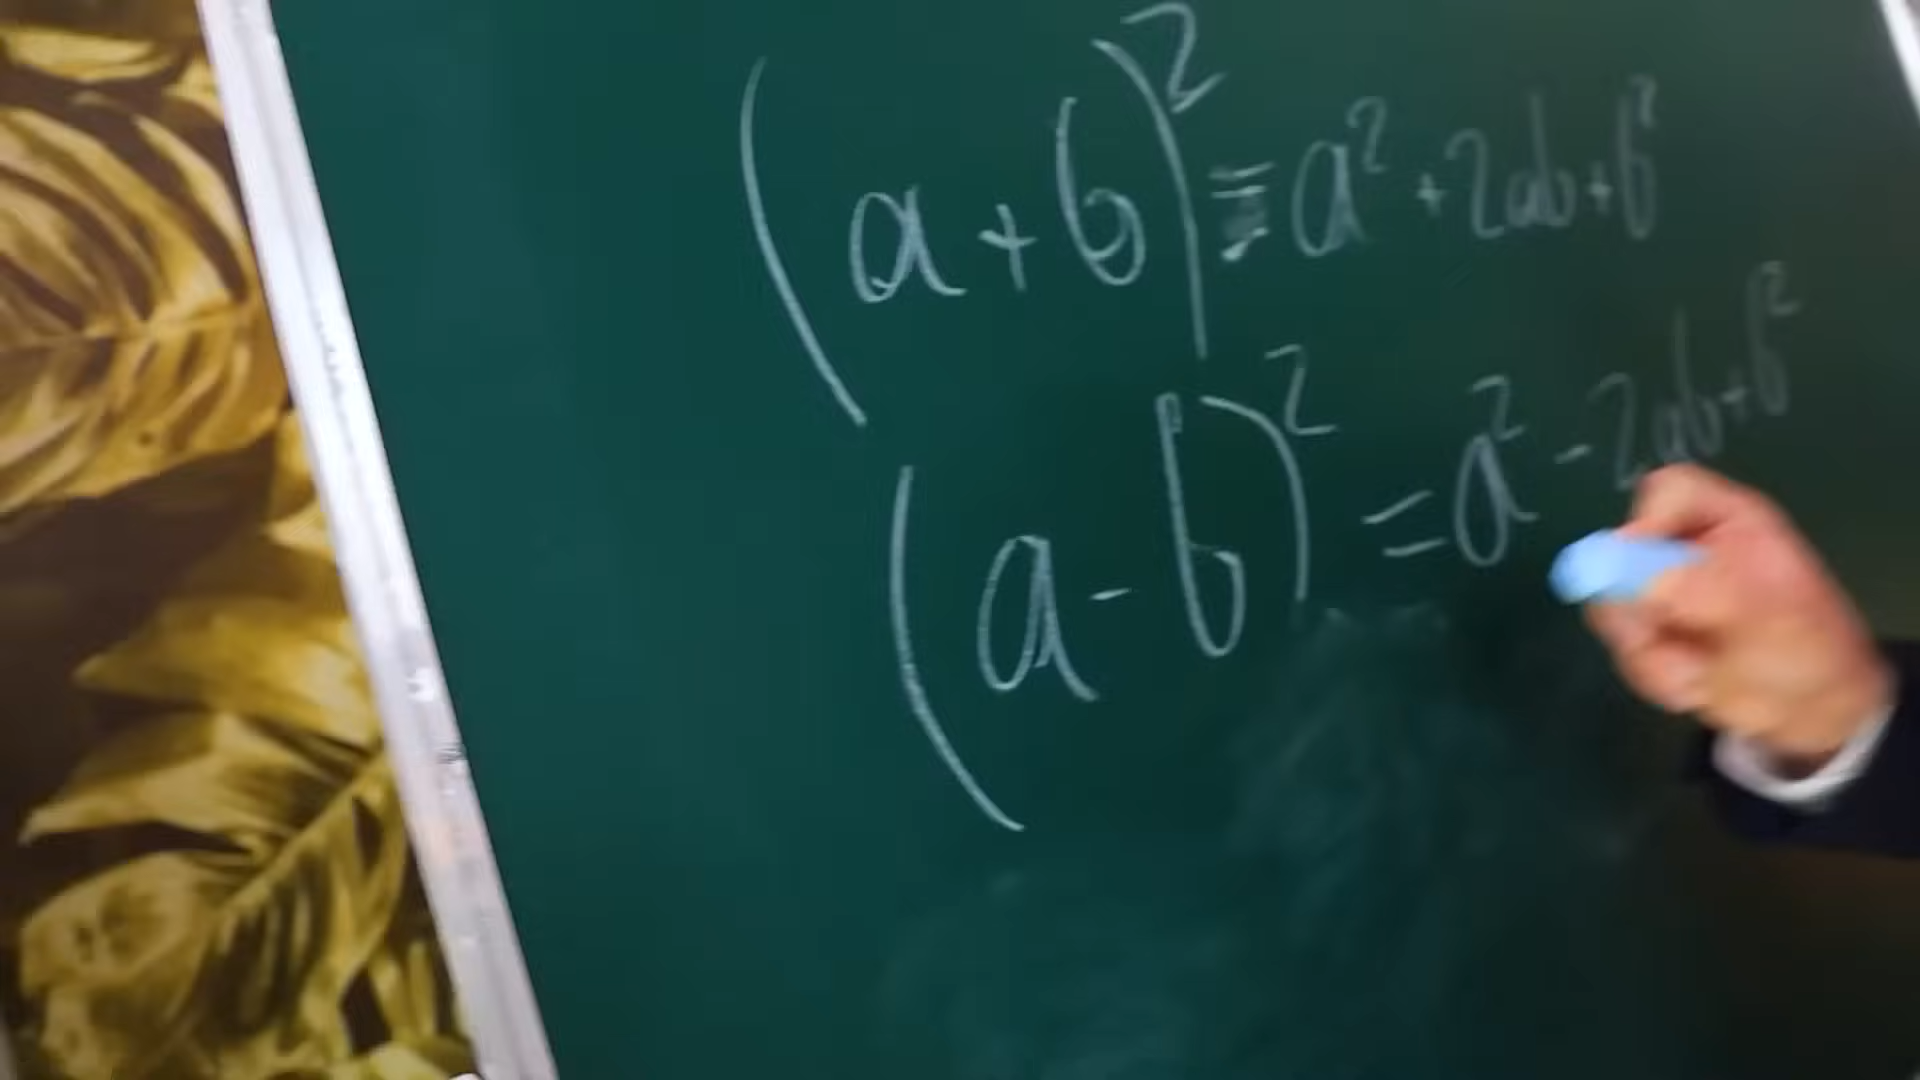 (a+b)² ≡ a² + 2ab + b²
(a - b)² = a² - 2ab + b²